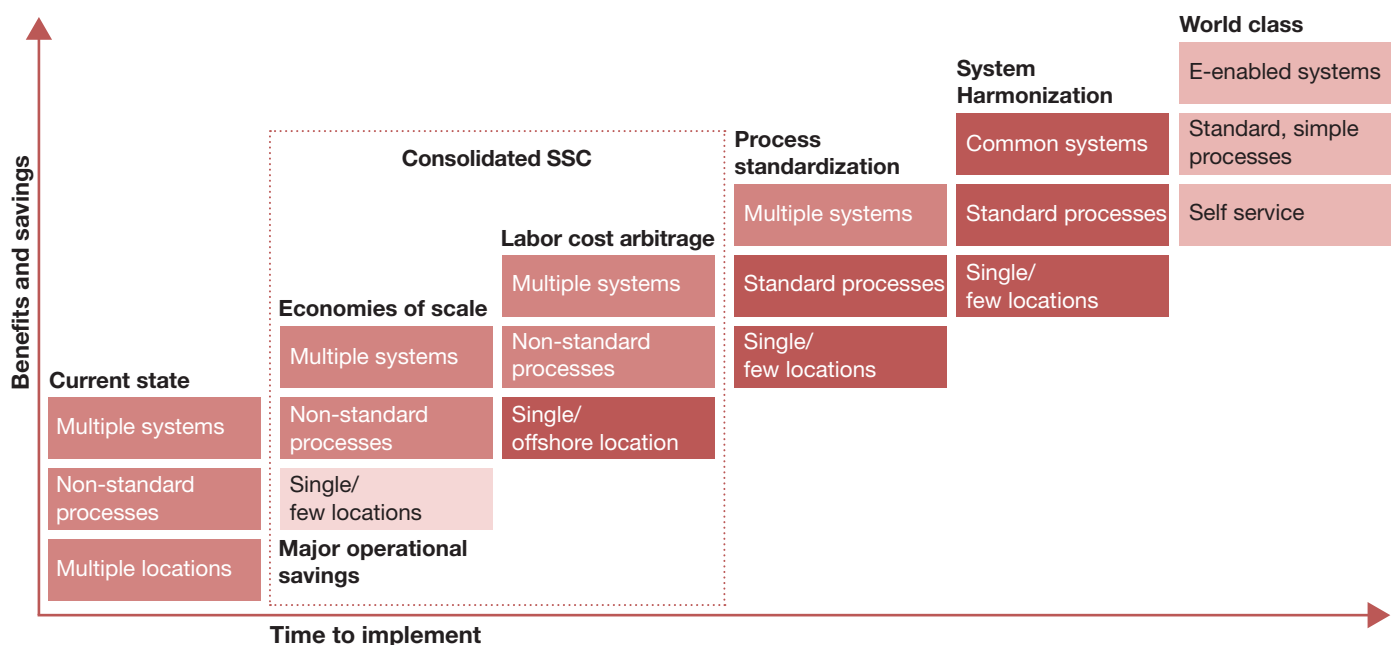 Benefits and savings
Current state
Multiple systems
Non-standard
processes
Multiple locations
Consolidated SSC
Economies of scale
Multiple systems
Non-standard
processes
Single/
few locations
Major operational
savings
Labor cost arbitrage
Multiple systems
Non-standard
processes
Single/
offshore location
Process
standardization
Multiple systems
Standard processes
Single/
few locations
System
Harmonization
Common systems
Standard processes
Single/
few locations
World class
E-enabled systems
Standard, simple
processes
Self service
Time to implement